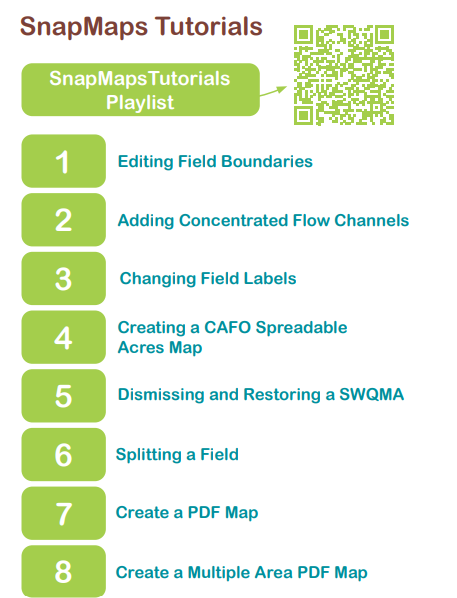 SnapMaps Tutorials
SnapMapsTutorials
Playlist
1
Editing Field Boundaries
2
Adding Concentrated Flow Channels
3
Changing Field Labels
4
Creating a CAFO Spreadable
Acres Map
5
Dismissing and Restoring a SWQMA
6
Splitting a Field
7
Create a PDF Map
8
Create a Multiple Area PDF Map